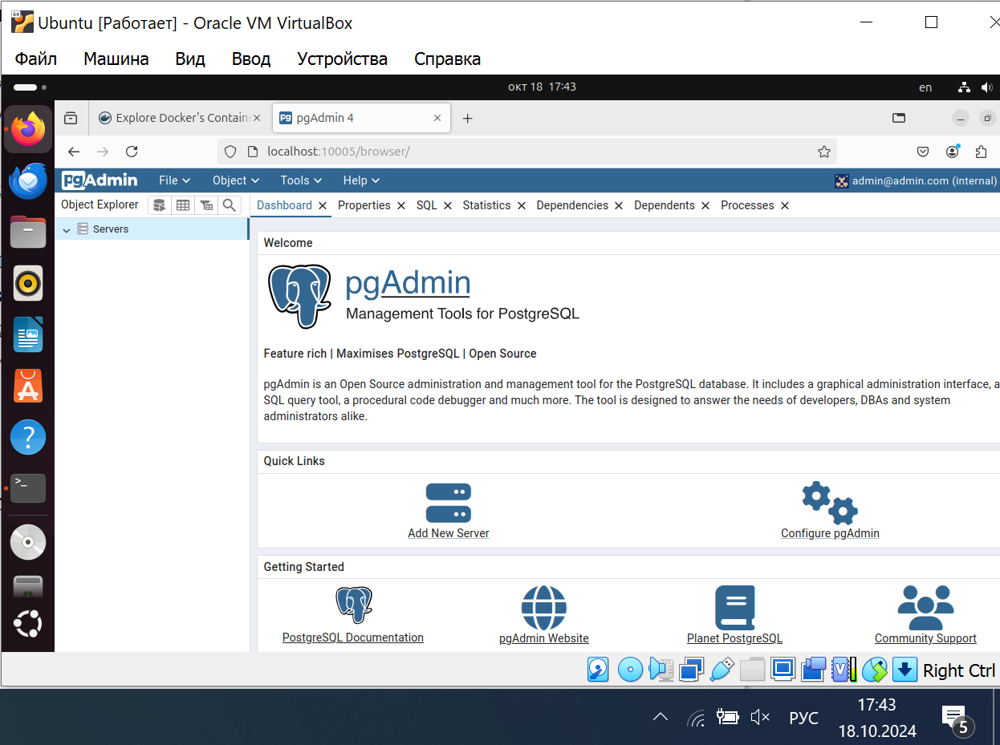 Ubuntu [Работает] - Oracle VM VirtualBox
Файл Машина Вид Ввод Устройства Справка
окт 18 17:43
en
Explore Docker's Contain
pgAdmin 4
localhost:10005/browser/
pgAdmin File Object Tools Help admin@admin.com (internal)
Object Explorer
Dashboard Properties SQL Statistics Dependencies Dependents Processes
Servers
Welcome
pgAdmin
Management Tools for PostgreSQL
Feature rich | Maximises PostgreSQL | Open Source
pgAdmin is an Open Source administration and management tool for the PostgreSQL database. It includes a graphical administration interface, a
SQL query tool, a procedural code debugger and much more. The tool is designed to answer the needs of developers, DBAs and system
administrators alike.
Quick Links
Add New Server
Configure pgAdmin
Getting Started
PostgreSQL Documentation
pgAdmin Website
Planet PostgreSQL
Community Support
Right Ctrl
РУС
17:43
18.10.2024
5